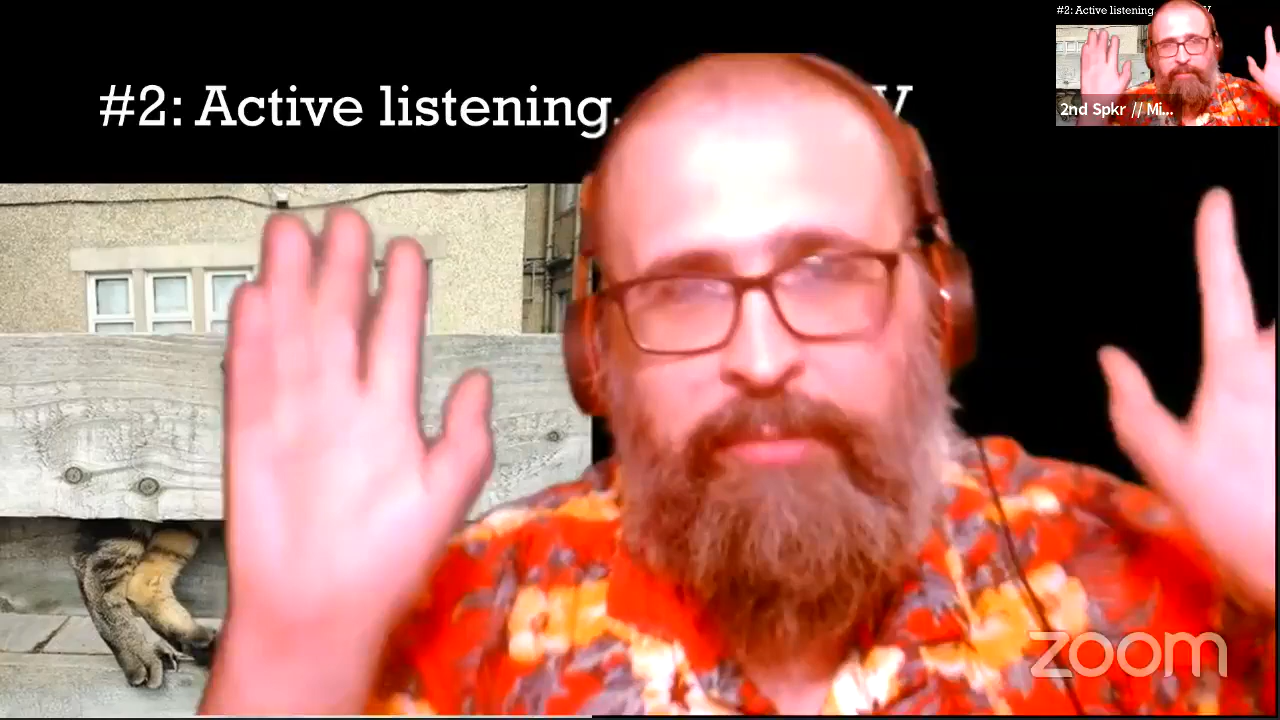 #2: Active listening
#2: Active listening.
2nd Spkr // Mi...
zoom